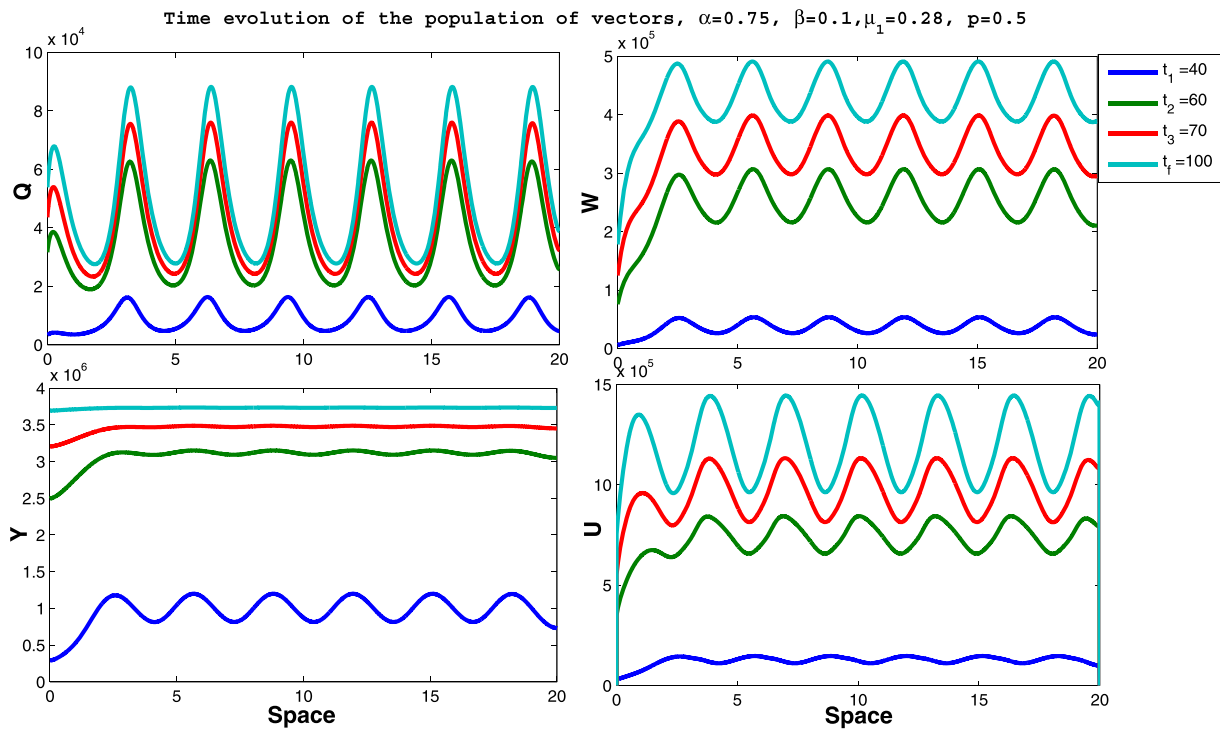 Time evolution of the population of vectors, α=0.75, β=0.1,μ1=0.28, p=0.5
x 10^4
10
8
6
4
2
0
Q
0 5 10 15 20
x 10^5
5
4
3
2
1
0
W
0 5 10 15 20
t1 =40
t2 =60
t3 =70
tf =100
x 10^6
4
3.5
3
2.5
2
1.5
1
0.5
0
Y
0 5 10 15 20
Space
x 10^5
15
10
5
0
U
0 5 10 15 20
Space